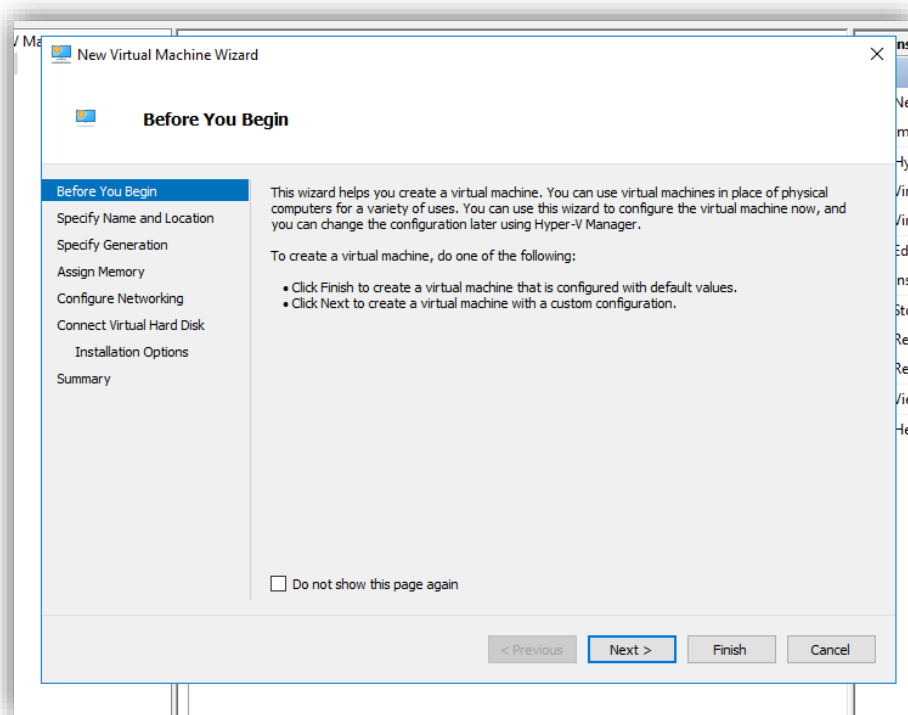 New Virtual Machine Wizard
Before You Begin
Before You Begin
Specify Name and Location
Specify Generation
Assign Memory
Configure Networking
Connect Virtual Hard Disk
Installation Options
Summary
This wizard helps you create a virtual machine. You can use virtual machines in place of physical
computers for a variety of uses. You can use this wizard to configure the virtual machine now, and
you can change the configuration later using Hyper-V Manager.
To create a virtual machine, do one of the following:
• Click Finish to create a virtual machine that is configured with default values.
• Click Next to create a virtual machine with a custom configuration.
Do not show this page again
< Previous
Next >
Finish
Cancel